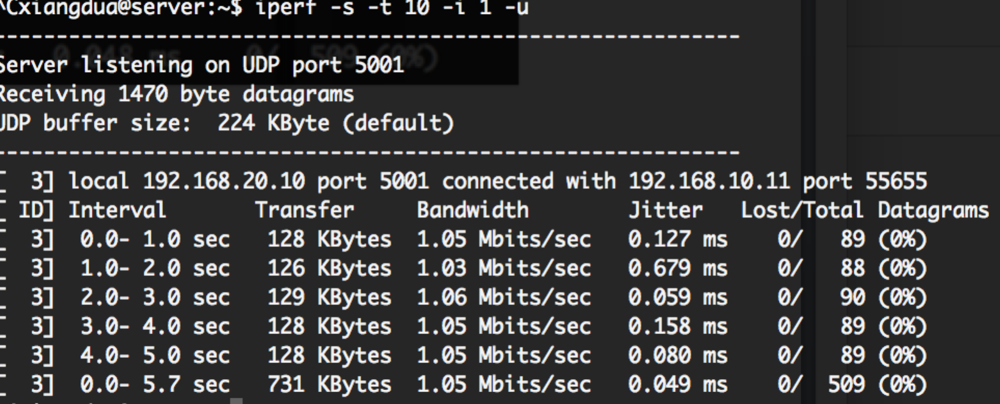 ^Cxiangdua@server:~$ iperf -s -t 10 -i 1 -u
------------------------------------------------------------
Server listening on UDP port 5001
Receiving 1470 byte datagrams
UDP buffer size:  224 KByte (default)
------------------------------------------------------------
[  3] local 192.168.20.10 port 5001 connected with 192.168.10.11 port 55655
[ ID] Interval       Transfer     Bandwidth        Jitter   Lost/Total Datagrams
[  3]  0.0- 1.0 sec   128 KBytes  1.05 Mbits/sec   0.127 ms    0/   89 (0%)
[  3]  1.0- 2.0 sec   126 KBytes  1.03 Mbits/sec   0.679 ms    0/   88 (0%)
[  3]  2.0- 3.0 sec   129 KBytes  1.06 Mbits/sec   0.059 ms    0/   90 (0%)
[  3]  3.0- 4.0 sec   128 KBytes  1.05 Mbits/sec   0.158 ms    0/   89 (0%)
[  3]  4.0- 5.0 sec   128 KBytes  1.05 Mbits/sec   0.080 ms    0/   89 (0%)
[  3]  0.0- 5.7 sec   731 KBytes  1.05 Mbits/sec   0.049 ms    0/  509 (0%)